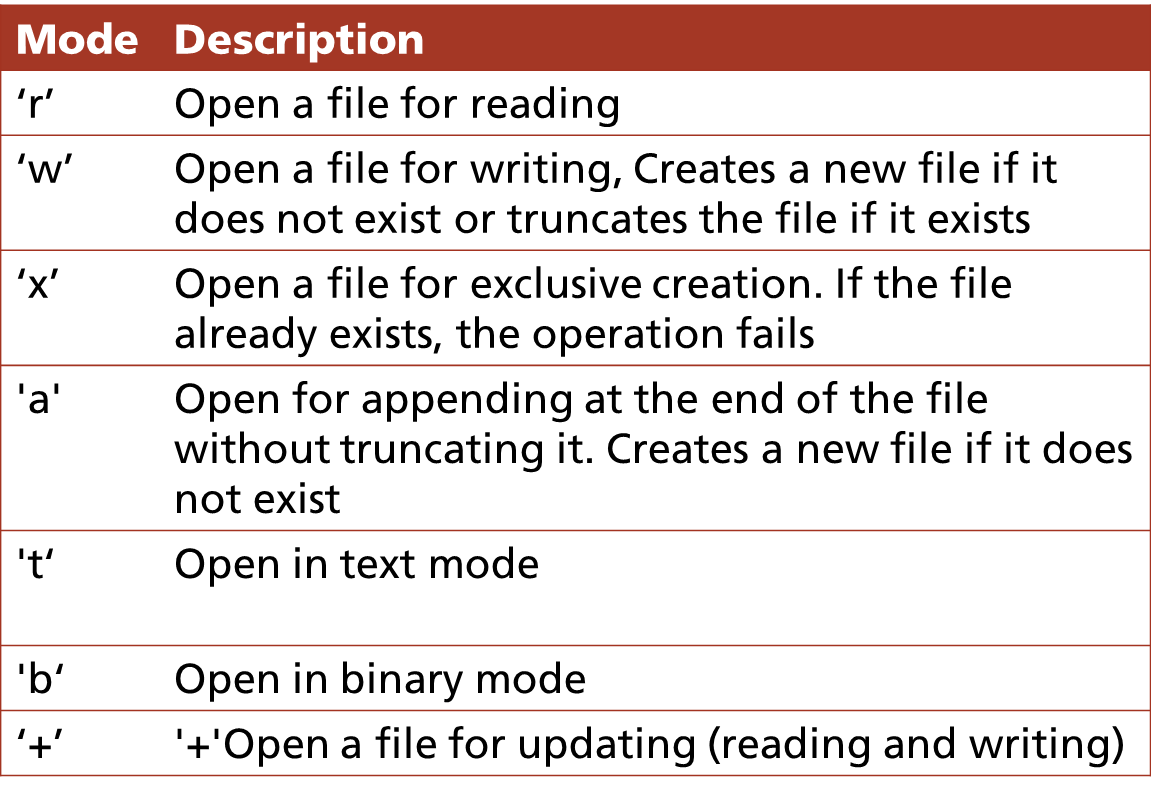 Mode Description
‘r’ Open a file for reading
‘w’ Open a file for writing, Creates a new file if it
does not exist or truncates the file if it exists
‘x’ Open a file for exclusive creation. If the file
already exists, the operation fails
'a' Open for appending at the end of the file
without truncating it. Creates a new file if it does
not exist
't‘ Open in text mode
'b‘ Open in binary mode
‘+’ '+'Open a file for updating (reading and writing)